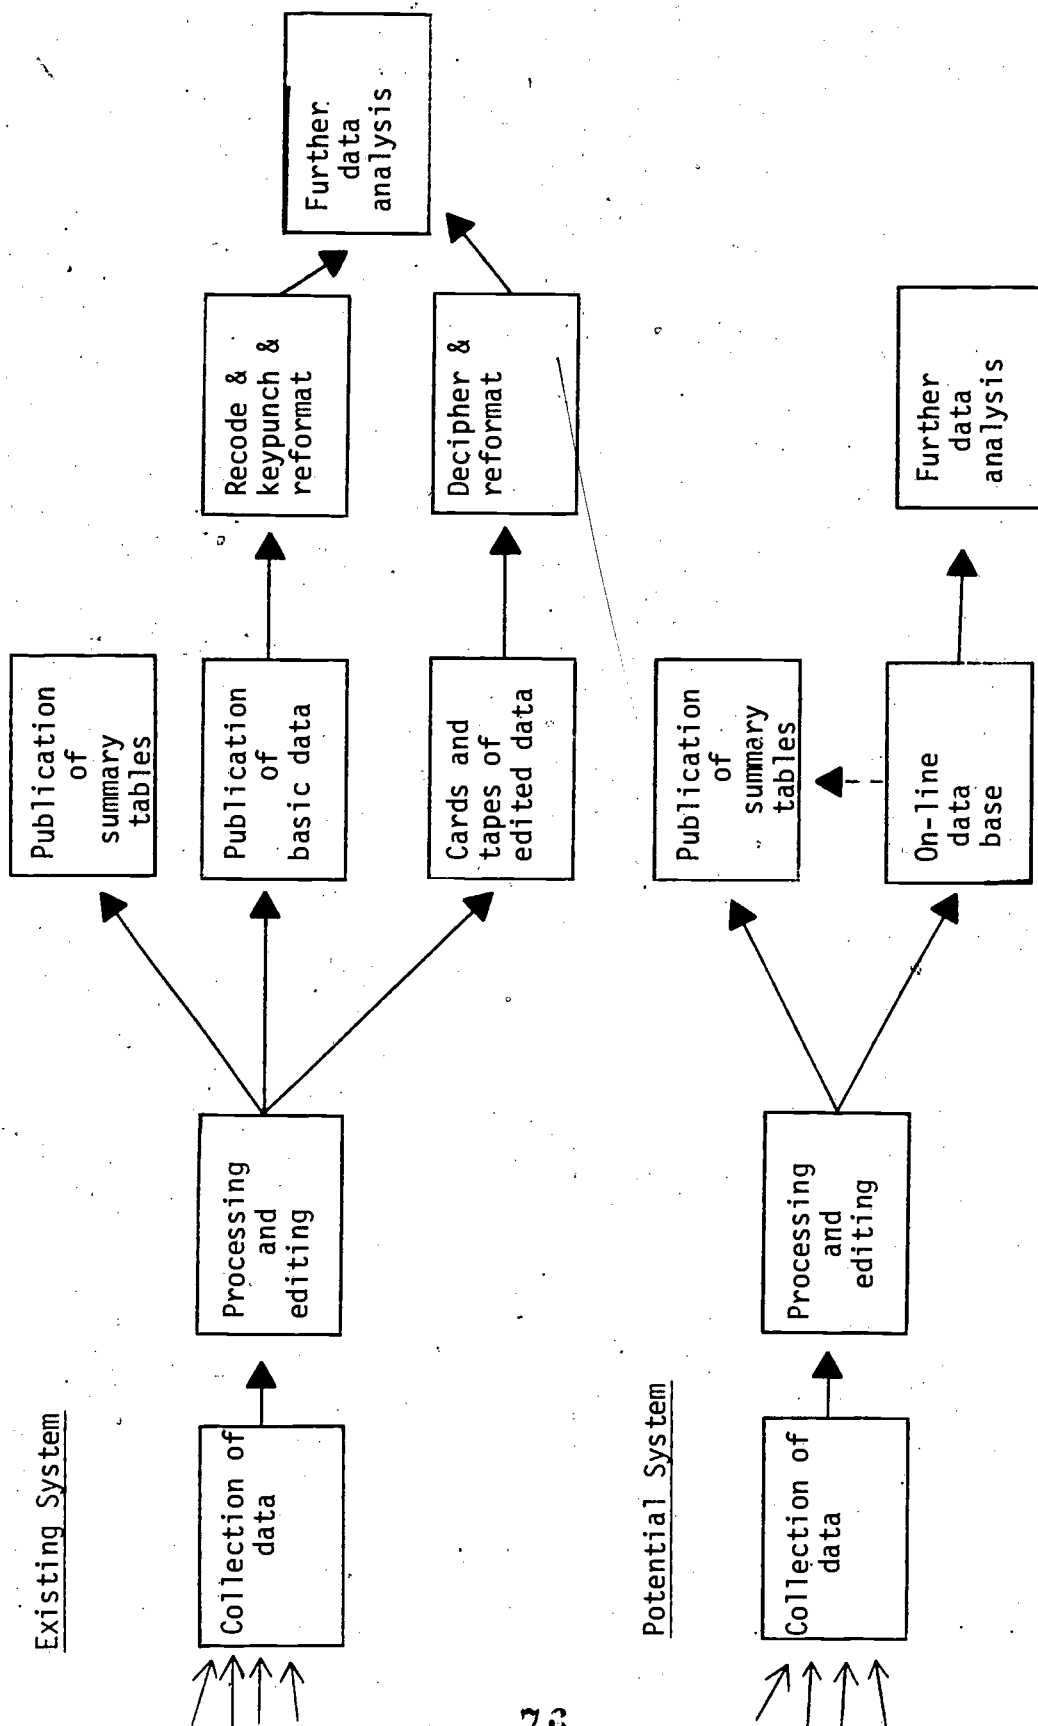 Existing System
Collection of
data
Processing
and
editing
Publication
of
summary
tables
Publication
of
basic data
Cards and
tapes of
edited data
Recode &
keypunch &
reformat
Decipher &
reformat
Further
data
analysis
Potential System
Collection of
data
Processing
and
editing
Publication
of
summary
tables
On-line
data
base
Further
data
analysis